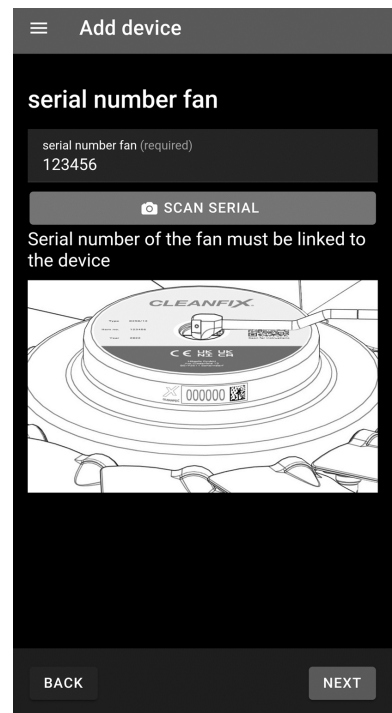 Add device
serial number fan
serial number fan (required)
123456
SCAN SERIAL
Serial number of the fan must be linked to
the device
CLEANFIX
000000
BACK
NEXT